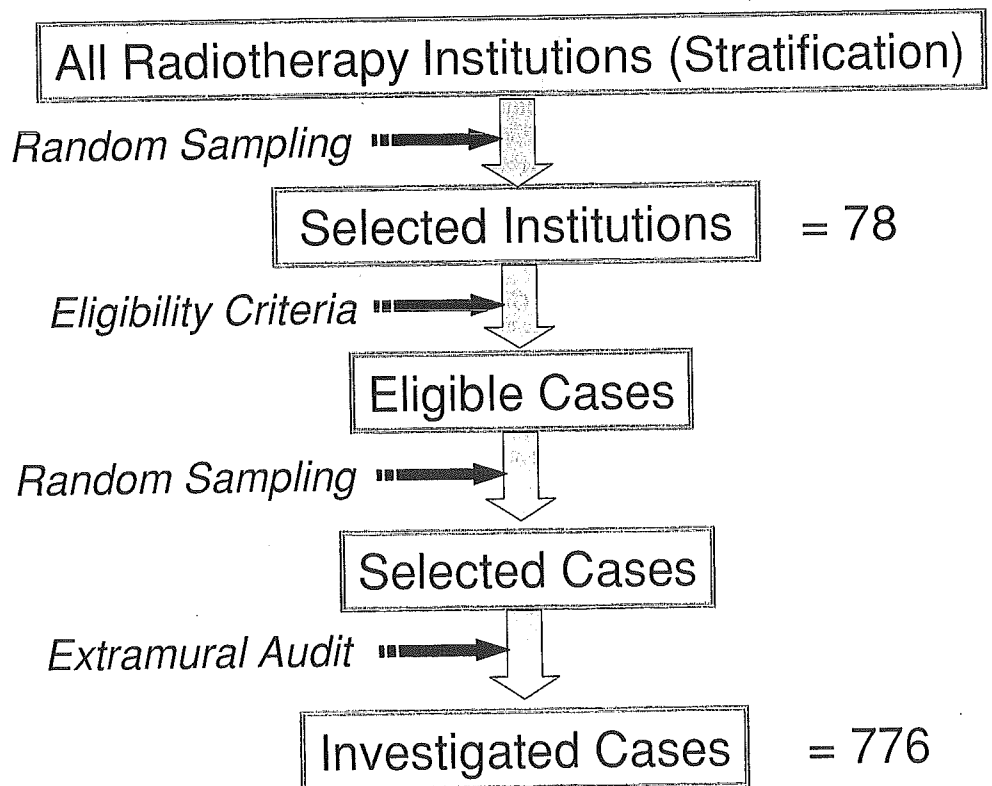 All Radiotherapy Institutions (Stratification)
Random Sampling
Selected Institutions = 78
Eligibility Criteria
Eligible Cases
Random Sampling
Selected Cases
Extramural Audit
Investigated Cases = 776